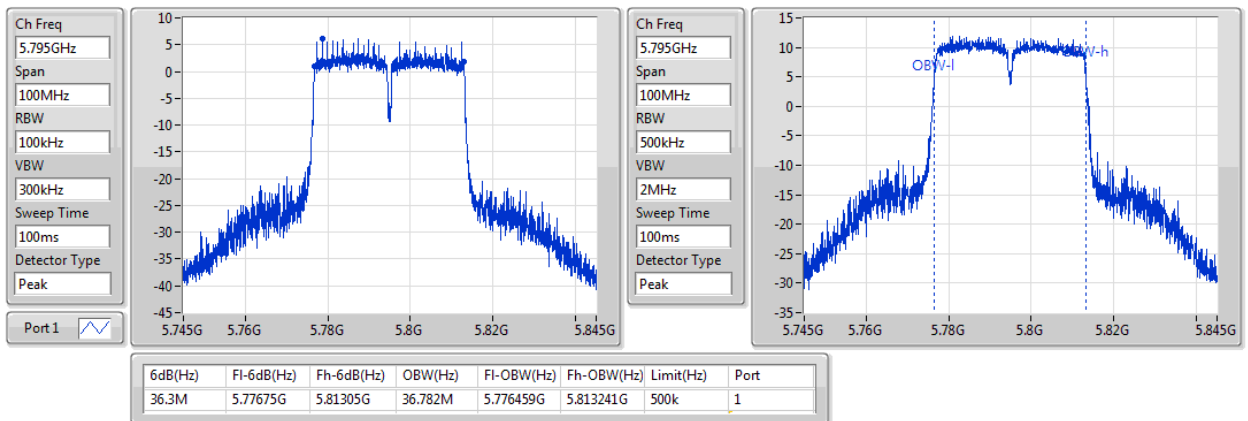 Ch Freq
5.795GHz
Span
100MHz
RBW
100kHz
VBW
300kHz
Sweep Time
100ms
Detector Type
Peak
Port 1
10
5
0
-5
-10
-15
-20
-25
-30
-35
-40
-45
5.745G 5.76G 5.78G 5.8G 5.82G 5.845G
Ch Freq
5.795GHz
Span
100MHz
RBW
500kHz
VBW
2MHz
Sweep Time
100ms
Detector Type
Peak
15
10
5
0
-5
-10
-15
-20
-25
-30
-35
OBW-l
OBW-h
5.745G 5.76G 5.78G 5.8G 5.82G 5.845G
6dB(Hz) Fl-6dB(Hz) Fh-6dB(Hz) OBW(Hz) Fl-OBW(Hz) Fh-OBW(Hz) Limit(Hz) Port
36.3M 5.77675G 5.81305G 36.782M 5.776459G 5.813241G 500k 1